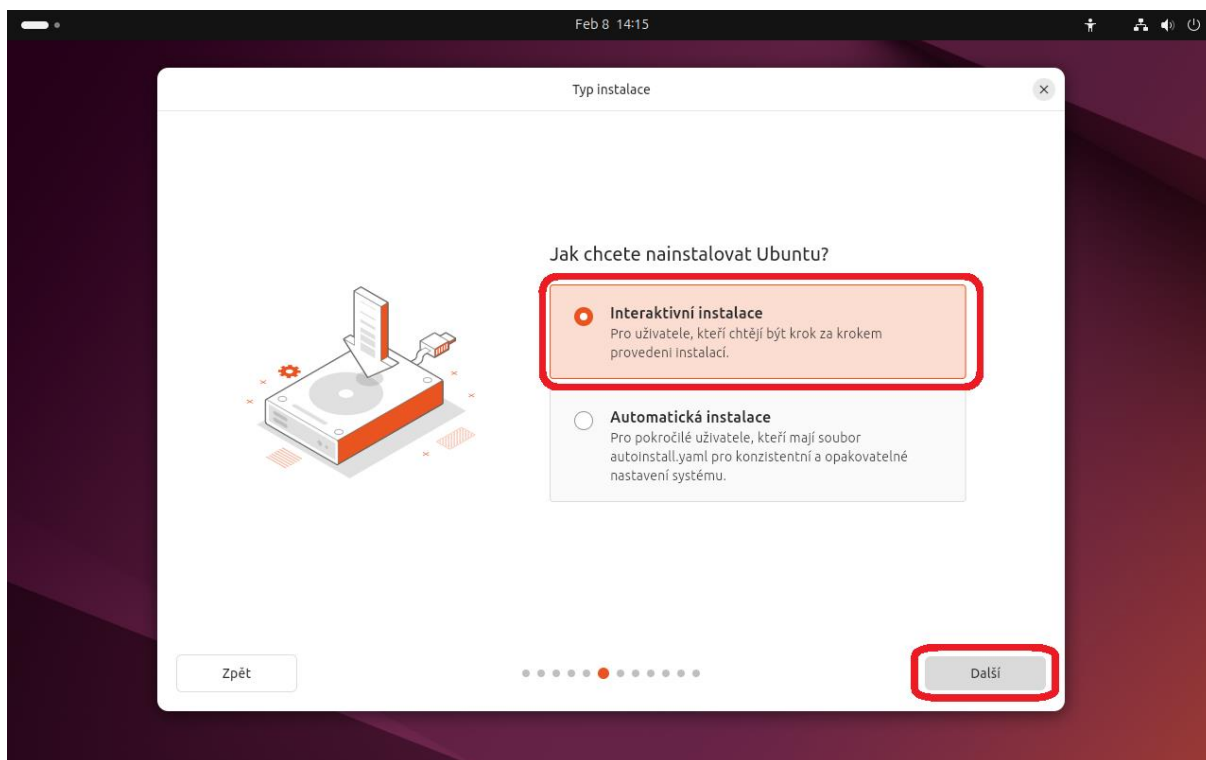 Feb 8 14:15
Typ instalace
Jak chcete nainstalovat Ubuntu?
Interaktivní instalace
Pro uživatele, kteří chtějí být krok za krokem
provedeni instalací.
Automatická instalace
Pro pokročilé uživatele, kteří mají soubor
autoinstall.yaml pro konzistentní a opakovatelné
nastavení systému.
Zpět
Další